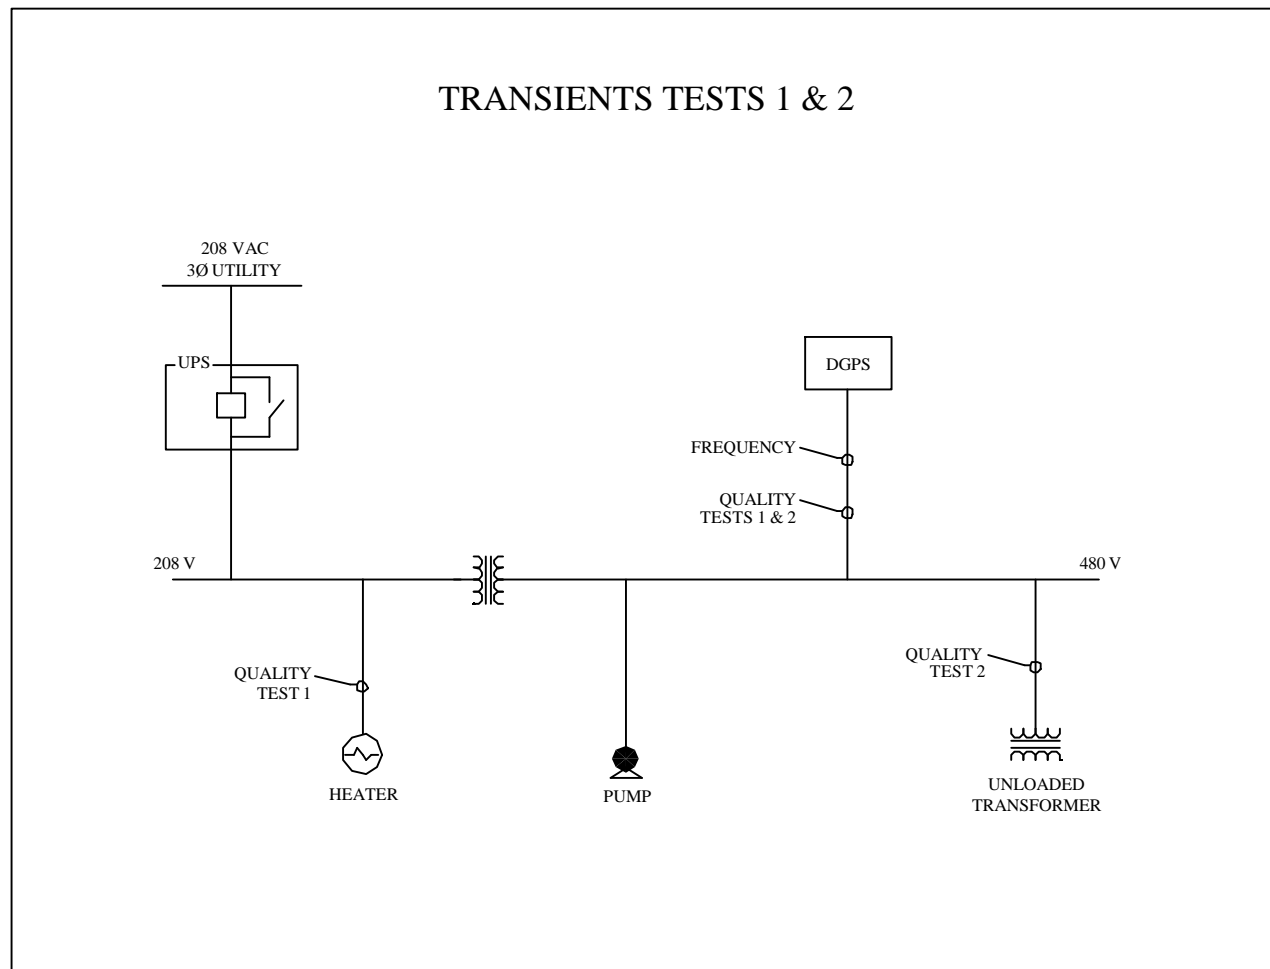 TRANSIENTS TESTS 1 & 2
208 VAC
3Ø UTILITY
UPS
DGPS
FREQUENCY
QUALITY
TESTS 1 & 2
208 V
480 V
QUALITY
TEST 1
QUALITY
TEST 2
HEATER
PUMP
UNLOADED
TRANSFORMER